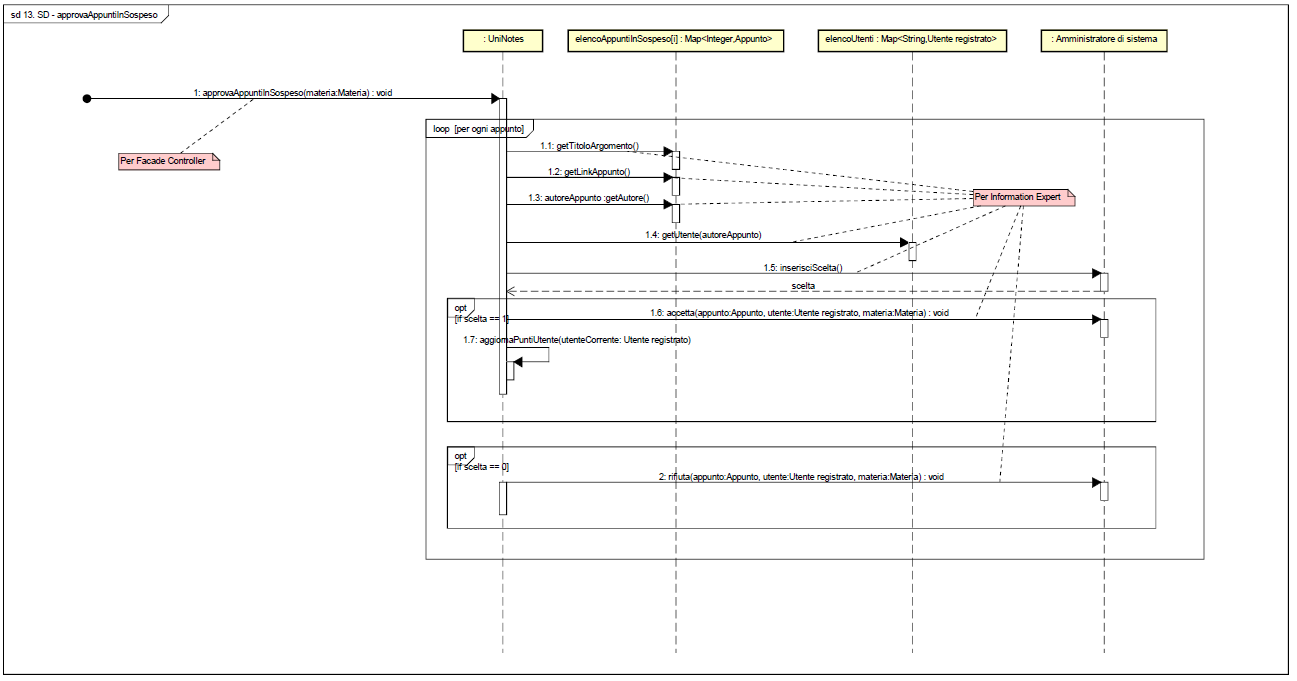 sd 13. SD - approvaAppuntiInSospeso
: UniNotes
elencoAppuntiInSospeso[i] : Map<Integer,Appunto>
elencoUtenti : Map<String,Utente registrato>
: Amministratore di sistema
1: approvaAppuntiInSospeso(materia:Materia) : void
loop [per ogni appunto]
1.1: getTitoloArgomento()
Per Facade Controller
1.2: getLinkAppunto()
1.3: autoreAppunto :getAutore()
Per Information Expert
1.4: getUtente(autoreAppunto)
1.5: inserisciScelta()
scelta
opt
[if scelta == 1]
1.6: accetta(appunto:Appunto, utente:Utente registrato, materia:Materia) : void
1.7: aggiornaPuntiUtente(utenteCorrente: Utente registrato)
opt
[if scelta == 0]
2: rifiuta(appunto:Appunto, utente:Utente registrato, materia:Materia) : void